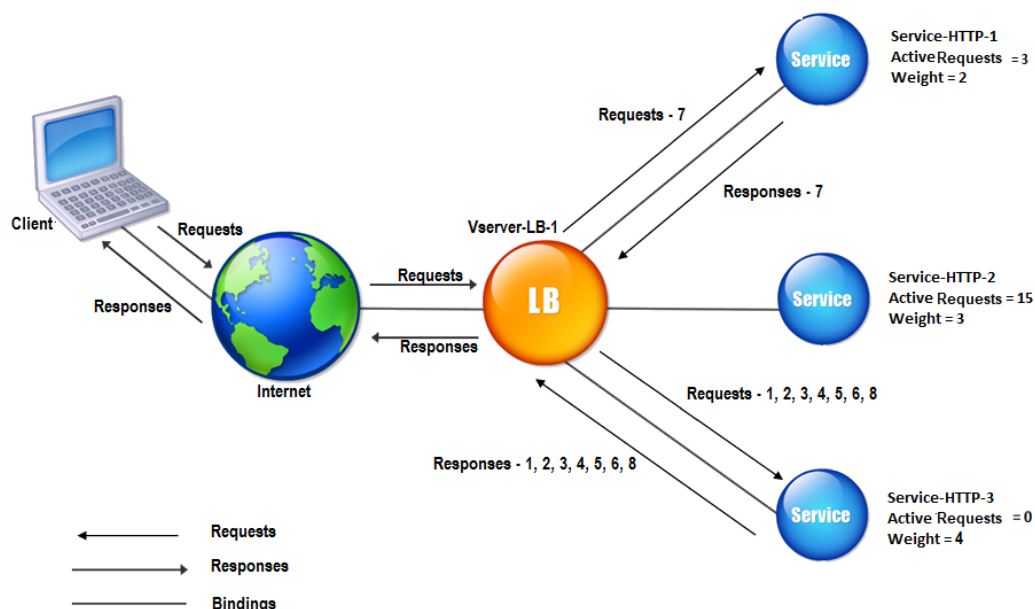 Service
Service-HTTP-1
Active Requests = 3
Weight = 2
Requests - 7
Responses - 7
Client
Requests
Responses
Internet
Requests
Responses
Vserver-LB-1
LB
Service
Service-HTTP-2
Active Requests = 15
Weight = 3
Requests - 1, 2, 3, 4, 5, 6, 8
Responses - 1, 2, 3, 4, 5, 6, 8
Service
Service-HTTP-3
Active Requests = 0
Weight = 4
Requests
Responses
Bindings